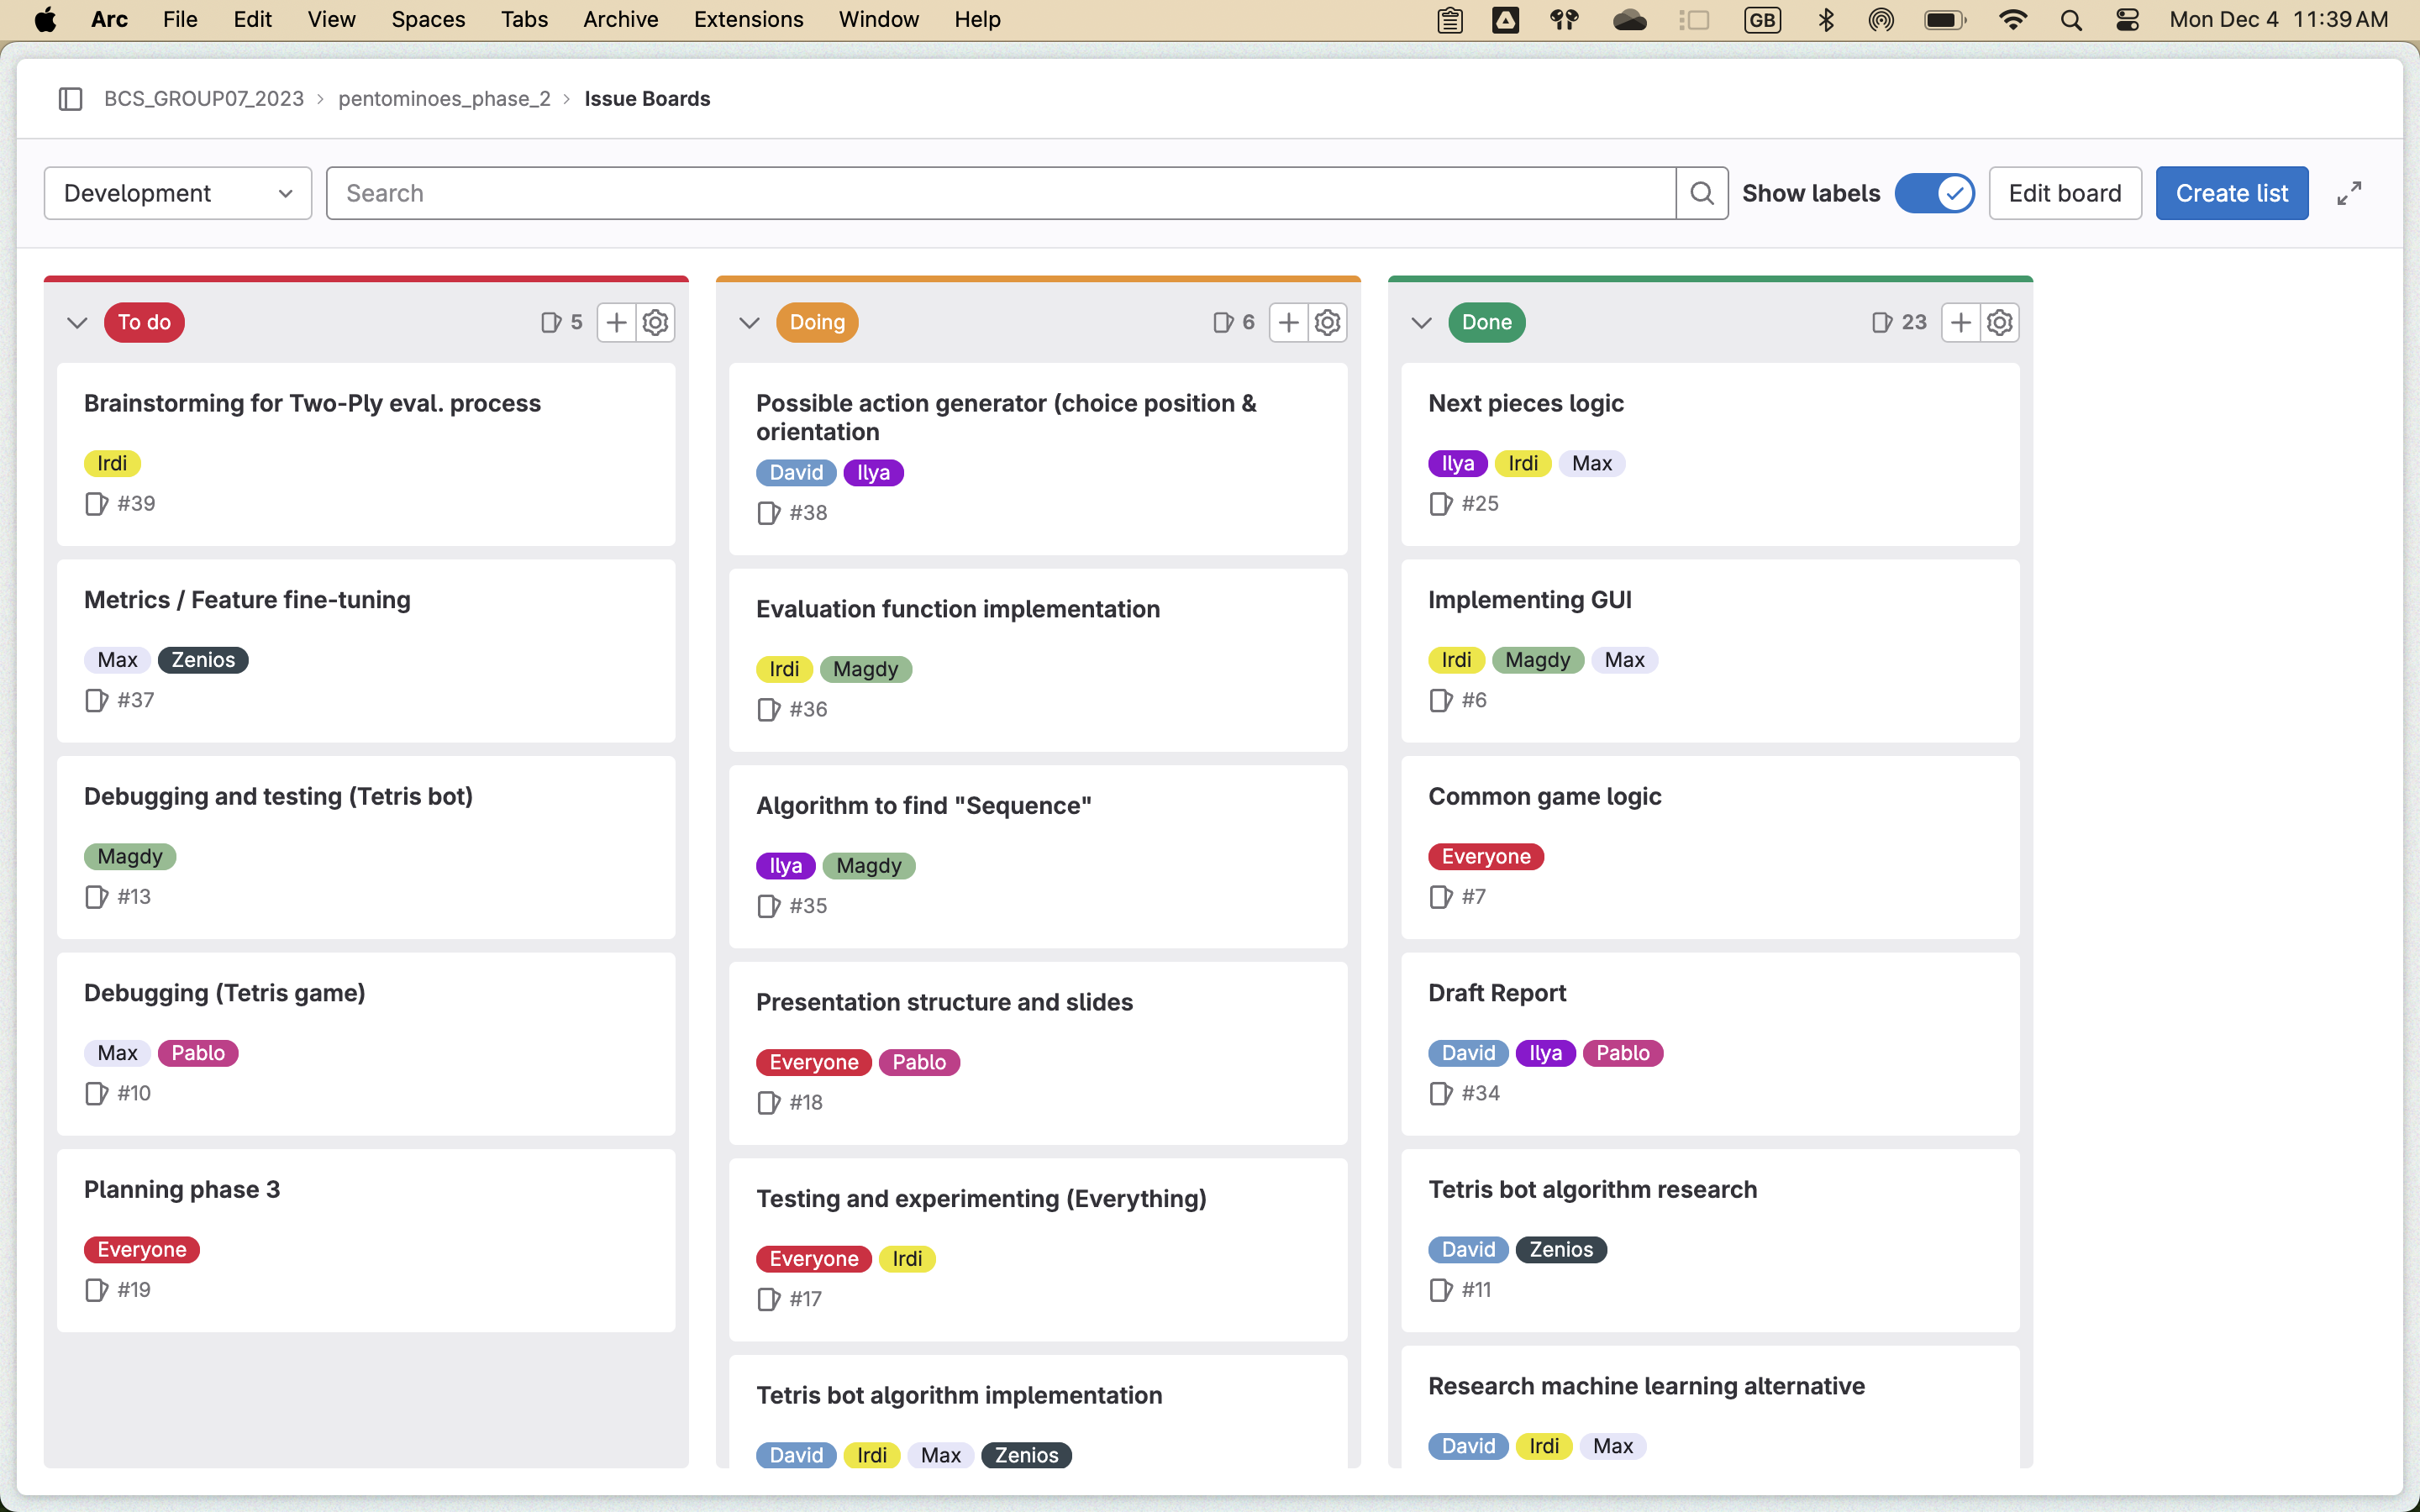 Arc File Edit View Spaces Tabs Archive Extensions Window Help GB Mon Dec 4 11:39 AM
BCS_GROUP07_2023 › pentominoes_phase_2 › Issue Boards
Development Search Show labels Edit board Create list
To do 5
Brainstorming for Two-Ply eval. process
Irdi
#39
Metrics / Feature fine-tuning
Max Zenios
#37
Debugging and testing (Tetris bot)
Magdy
#13
Debugging (Tetris game)
Max Pablo
#10
Planning phase 3
Everyone
#19
Doing 6
Possible action generator (choice position &
orientation
David Ilya
#38
Evaluation function implementation
Irdi Magdy
#36
Algorithm to find "Sequence"
Ilya Magdy
#35
Presentation structure and slides
Everyone Pablo
#18
Testing and experimenting (Everything)
Everyone Irdi
#17
Tetris bot algorithm implementation
David Irdi Max Zenios
Done 23
Next pieces logic
Ilya Irdi Max
#25
Implementing GUI
Irdi Magdy Max
#6
Common game logic
Everyone
#7
Draft Report
David Ilya Pablo
#34
Tetris bot algorithm research
David Zenios
#11
Research machine learning alternative
David Irdi Max